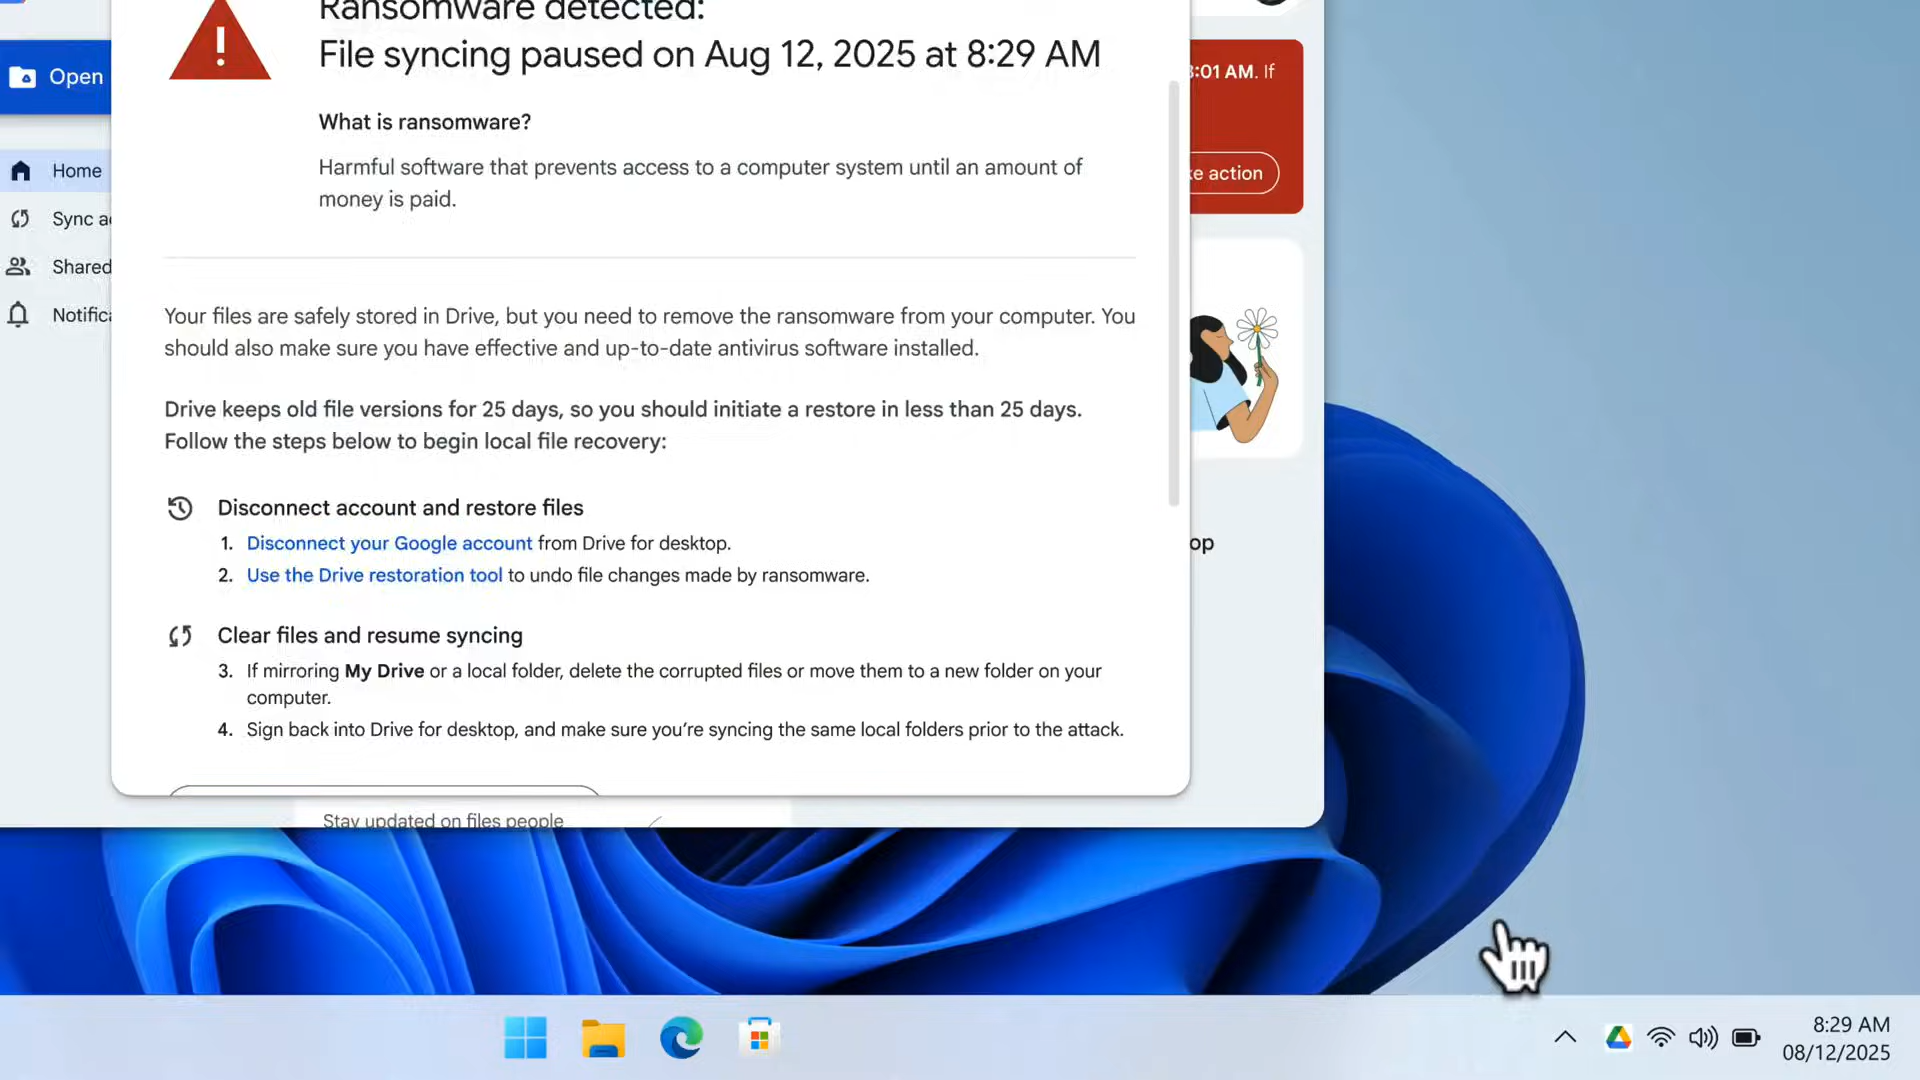 Ransomware detected:
File syncing paused on Aug 12, 2025 at 8:29 AM
Open
:01 AM. If
What is ransomware?
Harmful software that prevents access to a computer system until an amount of
money is paid.
Home
action
Sync
Shared
Your files are safely stored in Drive, but you need to remove the ransomware from your computer. You
should also make sure you have effective and up-to-date antivirus software installed.
Drive keeps old file versions for 25 days, so you should initiate a restore in less than 25 days.
Follow the steps below to begin local file recovery:
Disconnect account and restore files
1. Disconnect your Google account from Drive for desktop.
2. Use the Drive restoration tool to undo file changes made by ransomware.
op
Clear files and resume syncing
3. If mirroring My Drive or a local folder, delete the corrupted files or move them to a new folder on your
computer.
4. Sign back into Drive for desktop, and make sure you’re syncing the same local folders prior to the attack.
Stay updated on files people
8:29 AM
08/12/2025